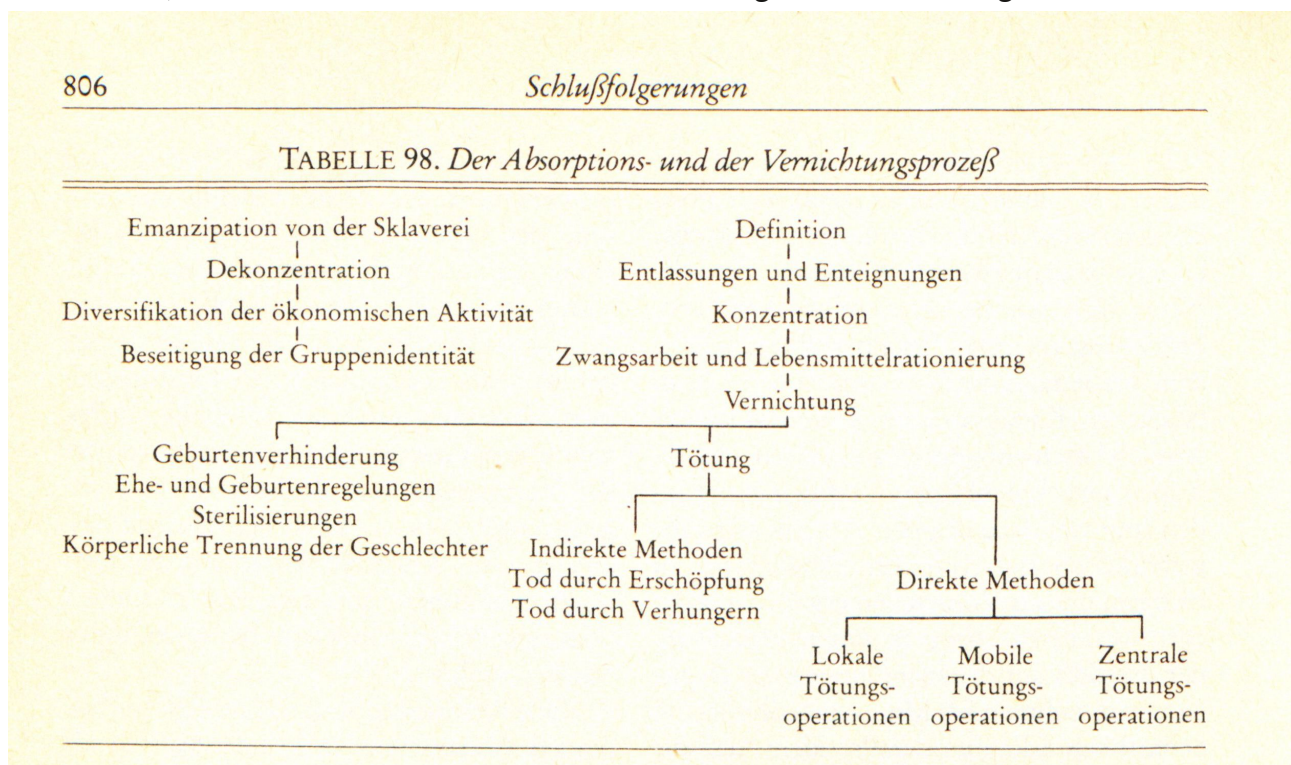 806
Schlußfolgerungen
TABELLE 98. Der Absorptions- und der Vernichtungsprozeß
Emanzipation von der Sklaverei
Dekonzentration
Diversifikation der ökonomischen Aktivität
Beseitigung der Gruppenidentität
Definition
Entlassungen und Enteignungen
Konzentration
Zwangsarbeit und Lebensmittelrationierung
Vernichtung
Geburtenverhinderung
Ehe- und Geburtenregelungen
Sterilisierungen
Körperliche Trennung der Geschlechter
Tötung
Indirekte Methoden
Tod durch Erschöpfung
Tod durch Verhungern
Direkte Methoden
Lokale
Tötungs-
operationen
Mobile
Tötungs-
operationen
Zentrale
Tötungs-
operationen